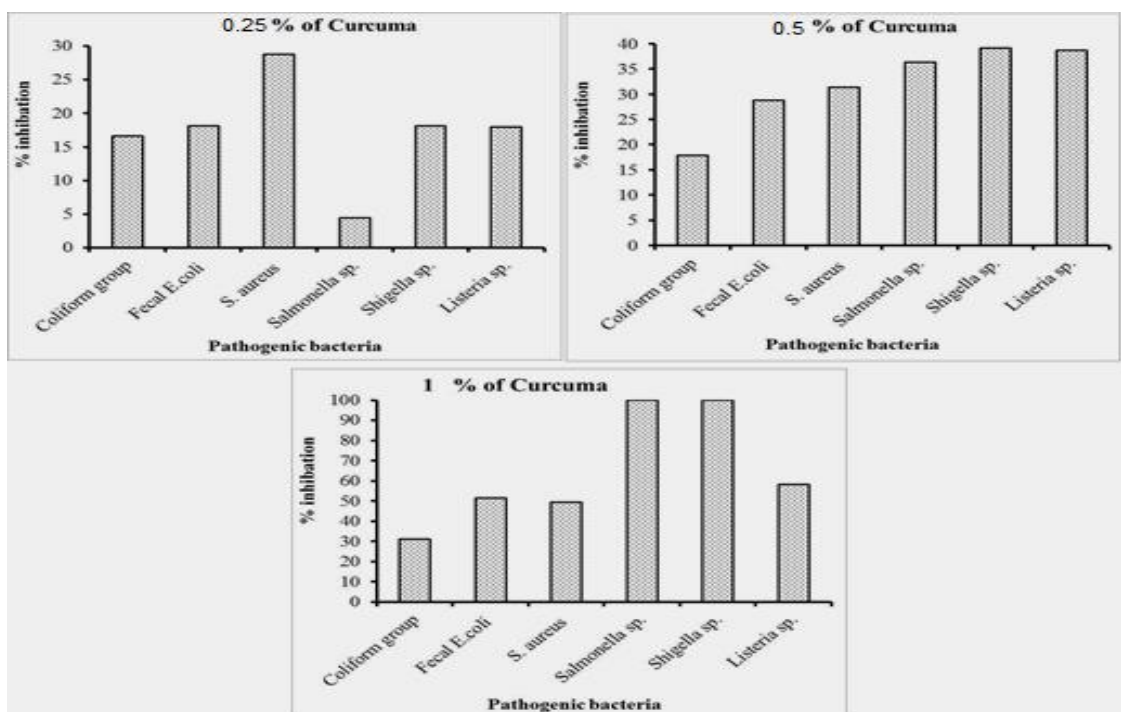 0.25 % of Curcuma
30
25
20
15
10
5
0
% inhibation
Coliform group
Fecal E.coli
S. aureus
Salmonella sp.
Shigella sp.
Listeria sp.
Pathogenic bacteria
0.5 % of Curcuma
40
35
30
25
20
15
10
5
0
% inhibation
Coliform group
Fecal E.coli
S. aureus
Salmonella sp.
Shigella sp.
Listeria sp.
Pathogenic bacteria
1 % of Curcuma
100
90
80
70
60
50
40
30
20
10
0
% inhibation
Coliform group
Fecal E.coli
S. aureus
Salmonella sp.
Shigella sp.
Listeria sp.
Pathogenic bacteria